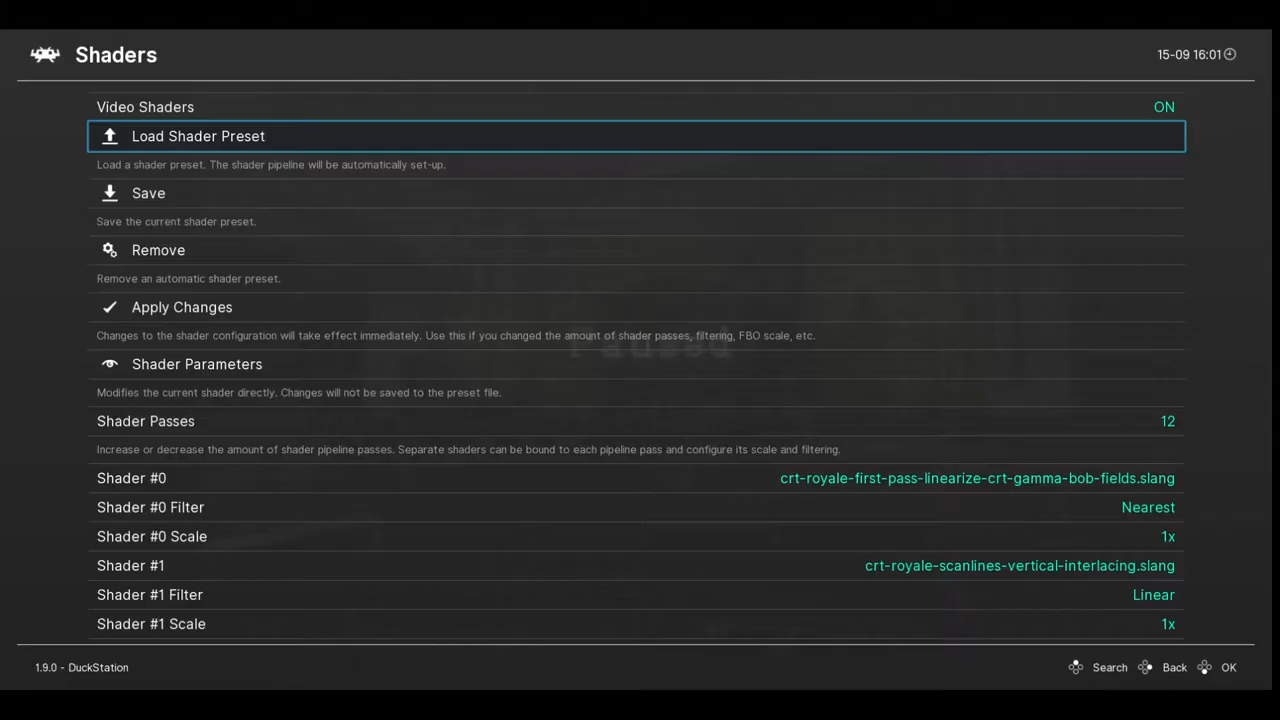 Shaders
15-09 16:01
Video Shaders ON
Load Shader Preset
Load a shader preset. The shader pipeline will be automatically set-up.
Save
Save the current shader preset.
Remove
Remove an automatic shader preset.
Apply Changes
Changes to the shader configuration will take effect immediately. Use this if you changed the amount of shader passes, filtering, FBO scale, etc.
Paused
Shader Parameters
Modifies the current shader directly. Changes will not be saved to the preset file.
Shader Passes 12
Increase or decrease the amount of shader pipeline passes. Separate shaders can be bound to each pipeline pass and configure its scale and filtering.
Shader #0 crt-royale-first-pass-linearize-crt-gamma-bob-fields.slang
Shader #0 Filter Nearest
Shader #0 Scale 1x
Shader #1 crt-royale-scanlines-vertical-interlacing.slang
Shader #1 Filter Linear
Shader #1 Scale 1x
1.9.0 - DuckStation
Search Back OK